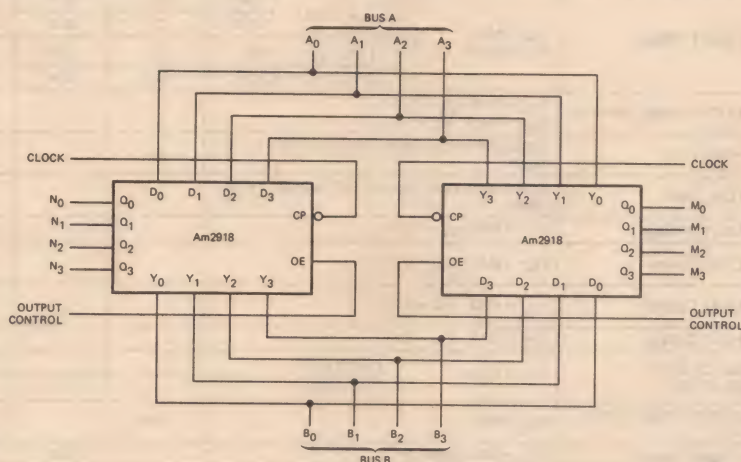 BUS A
A0 A1 A2 A3
CLOCK
CLOCK
D0 D1 D2 D3
Y3 Y2 Y1 Y0
N0 Q0
CP
CP
Q0 M0
N1 Q1
Q1 M1
Am2918
Am2918
N2 Q2
OE
OE
Q2 M2
N3 Q3
Q3 M3
Y0 Y1 Y2 Y3
D3 D2 D1 D0
OUTPUT
CONTROL
OUTPUT
CONTROL
B0 B1 B2 B3
BUS B